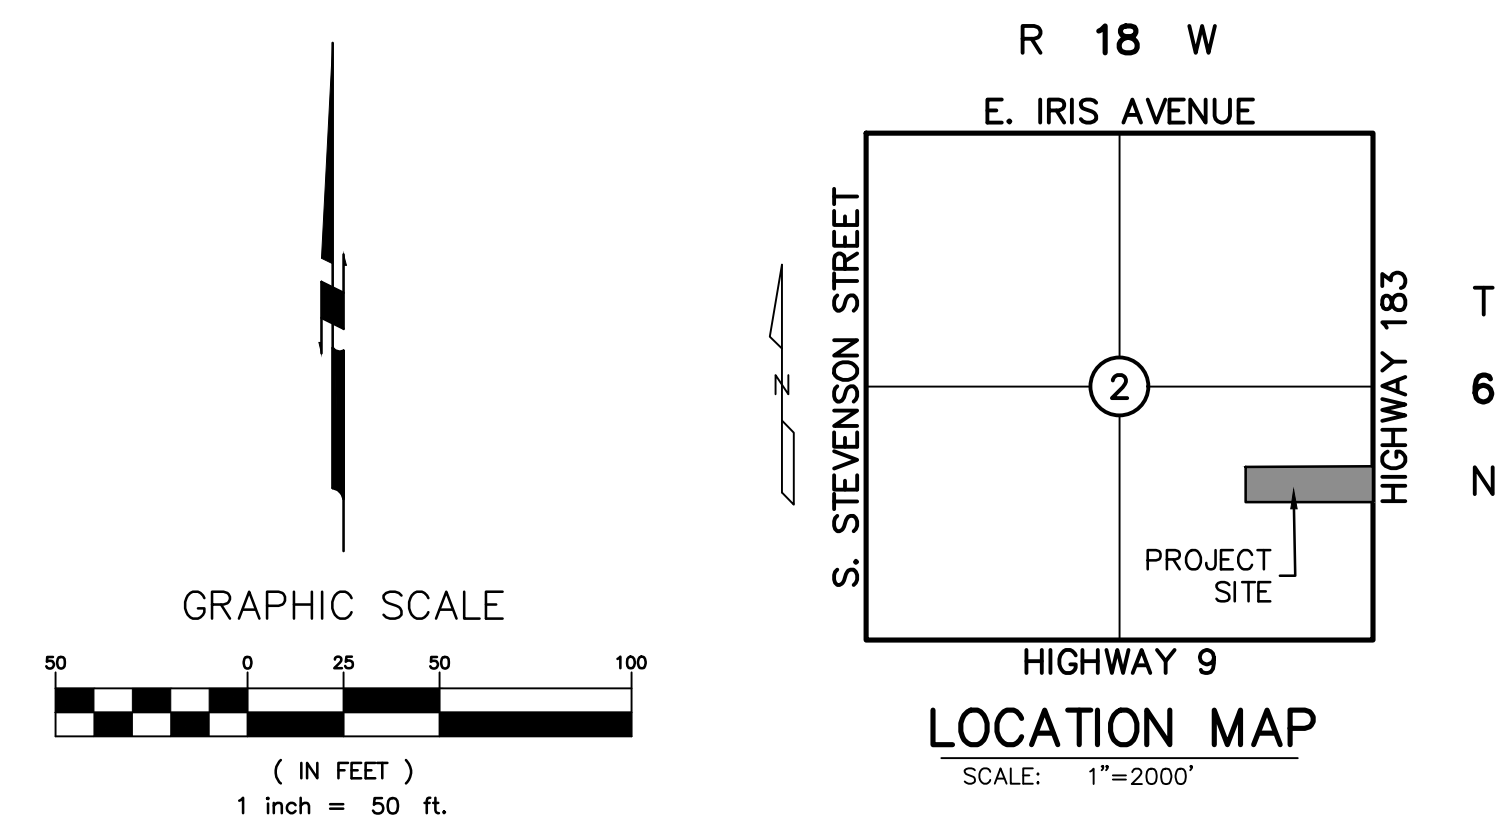 R 18 W
E. IRIS AVENUE
S. STEVENSON STREET
HIGHWAY 183
T
6
N
N
2
PROJECT
SITE
HIGHWAY 9
LOCATION MAP
SCALE: 1"=2000'
GRAPHIC SCALE
50 0 25 50 100
( IN FEET )
1 inch = 50 ft.